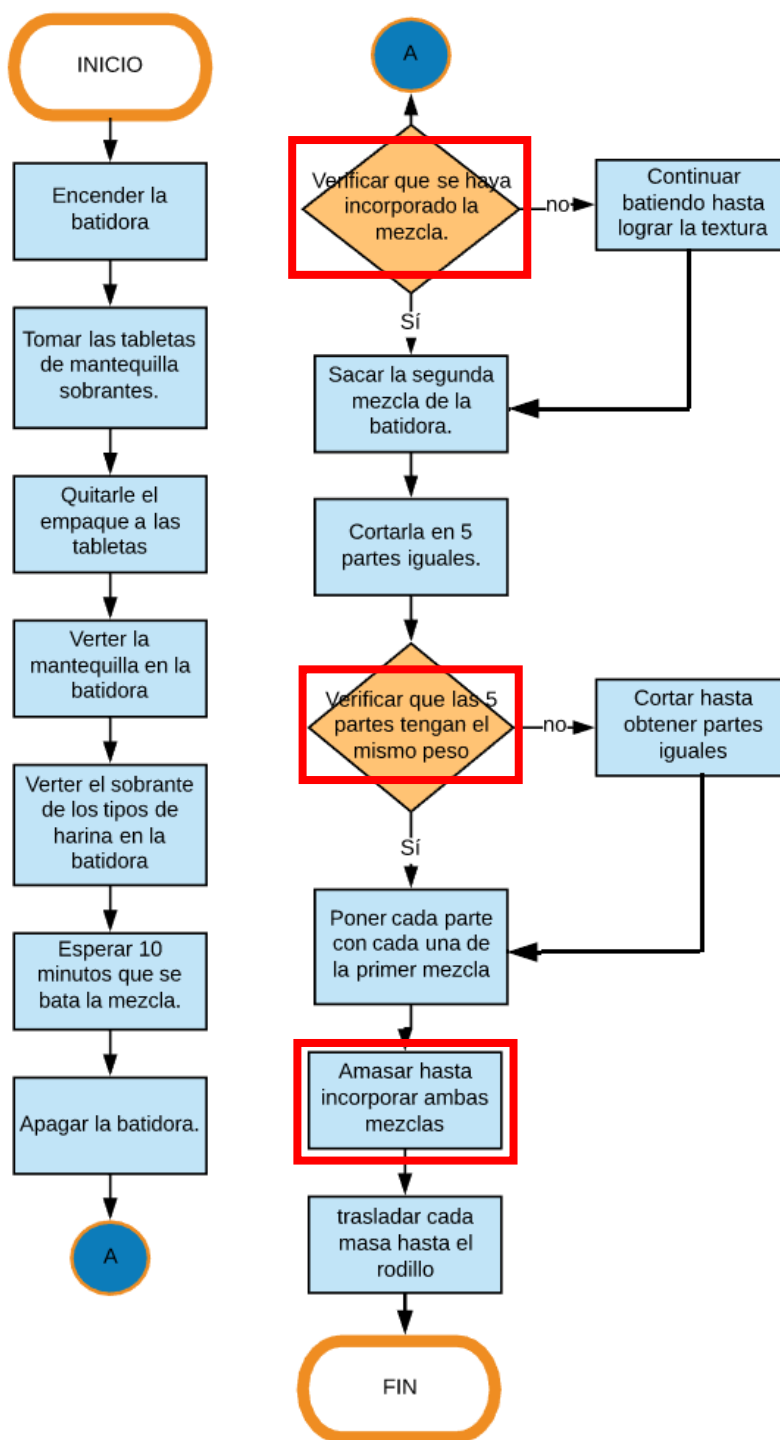 INICIO
Encender la
batidora
Tomar las tabletas
de mantequilla
sobrantes.
Quitarle el
empaque a las
tabletas
Verter la
mantequilla en la
batidora
Verter el sobrante
de los tipos de
harina en la
batidora
Esperar 10
minutos que se
bata la mezcla.
Apagar la batidora.
A
A
Verificar que se haya
incorporado la
mezcla.
no
Continuar
batiendo hasta
lograr la textura
Sí
Sacar la segunda
mezcla de la
batidora.
Cortarla en 5
partes iguales.
Verificar que las 5
partes tengan el
mismo peso
no
Cortar hasta
obtener partes
iguales
Sí
Poner cada parte
con cada una de
la primer mezcla
Amasar hasta
incorporar ambas
mezclas
trasladar cada
masa hasta el
rodillo
FIN